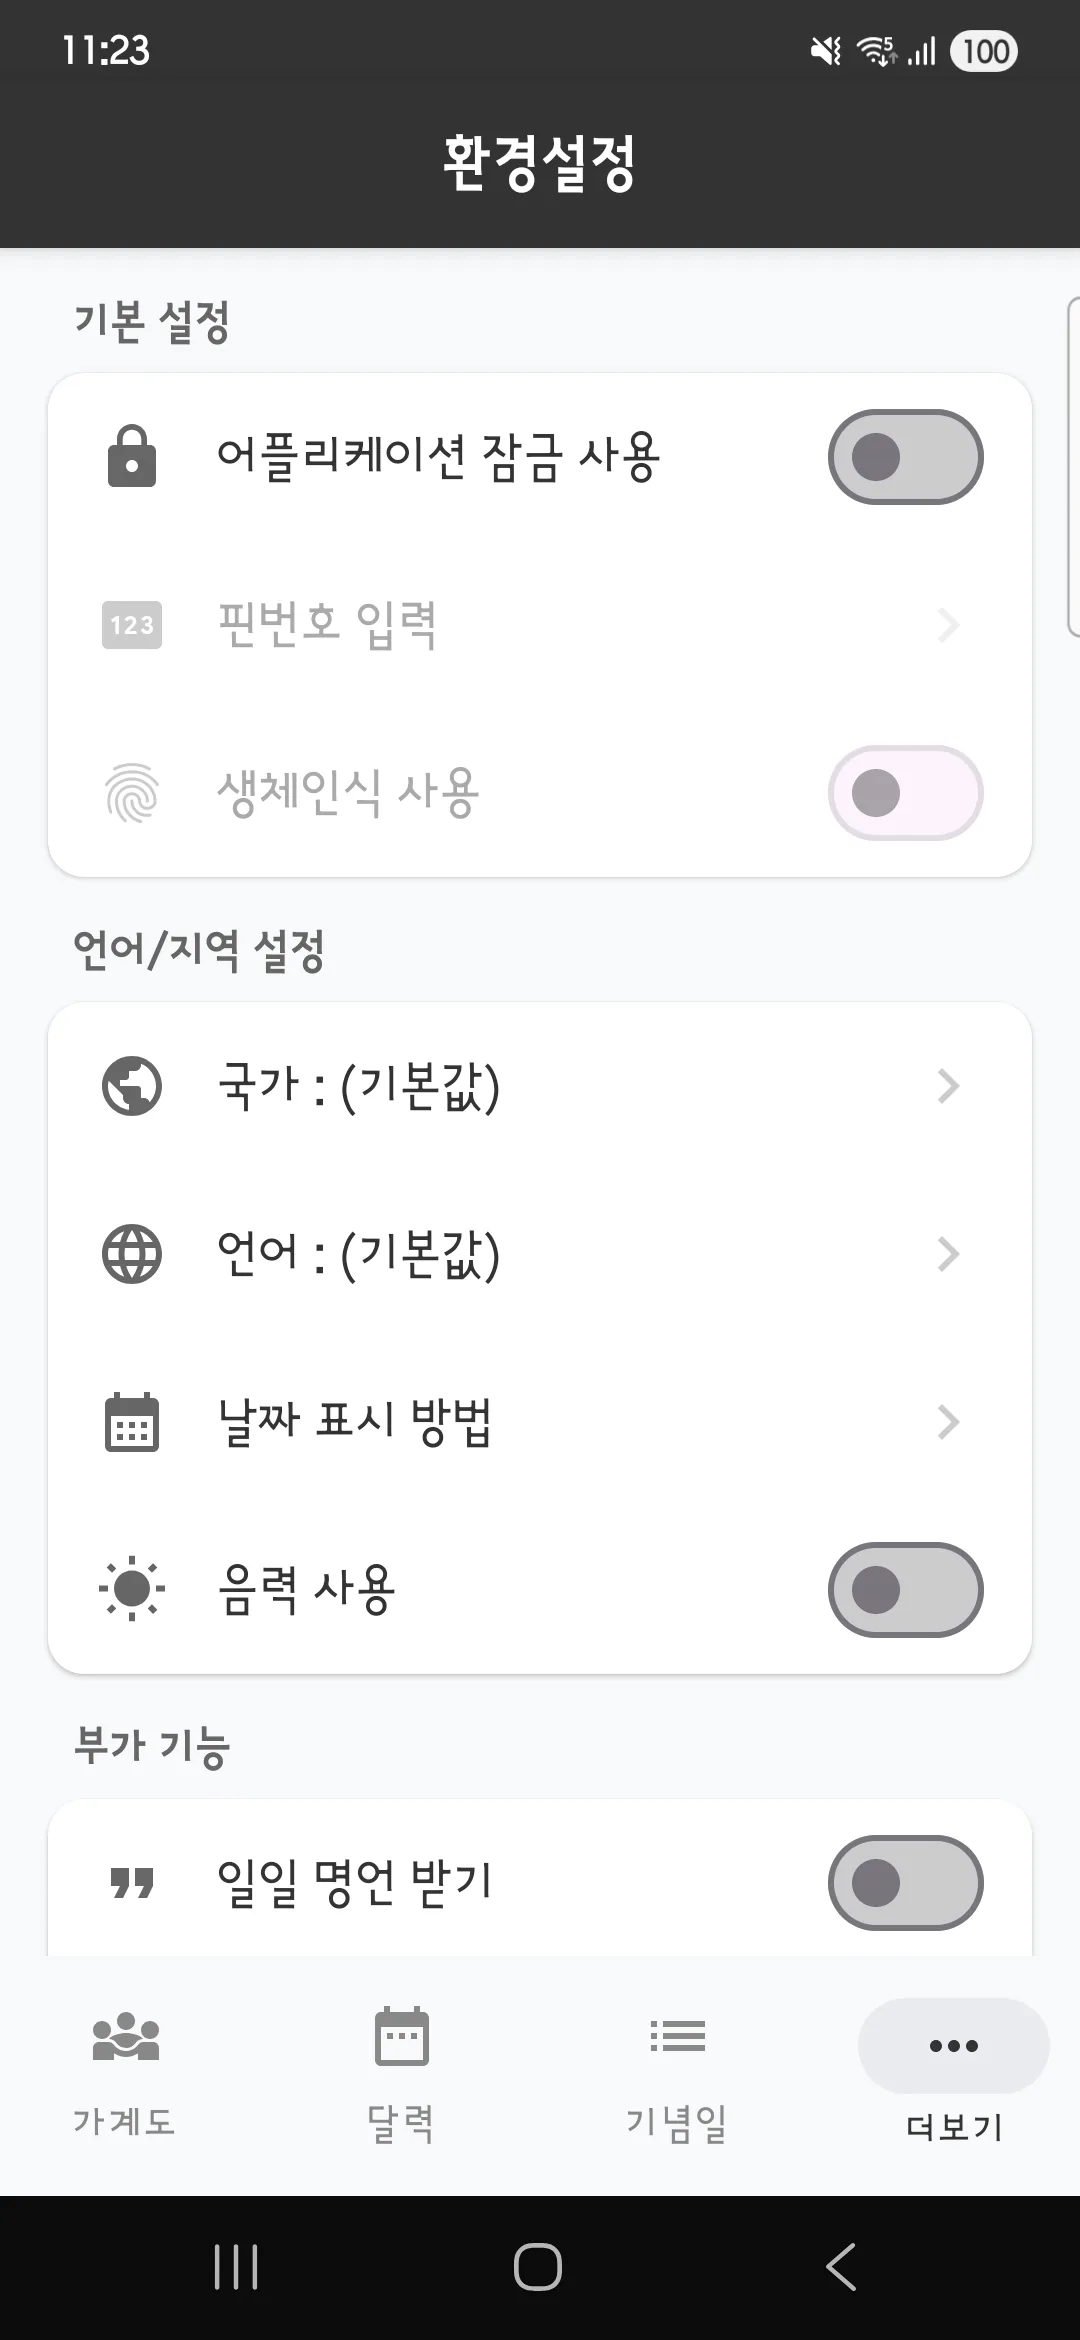 11:23
5
100
환경설정
기본 설정
어플리케이션 잠금 사용
123
핀번호 입력
생체인식 사용
언어/지역 설정
국가 : (기본값)
언어 : (기본값)
날짜 표시 방법
음력 사용
부가 기능
일일 명언 받기
가계도
달력
기념일
더보기